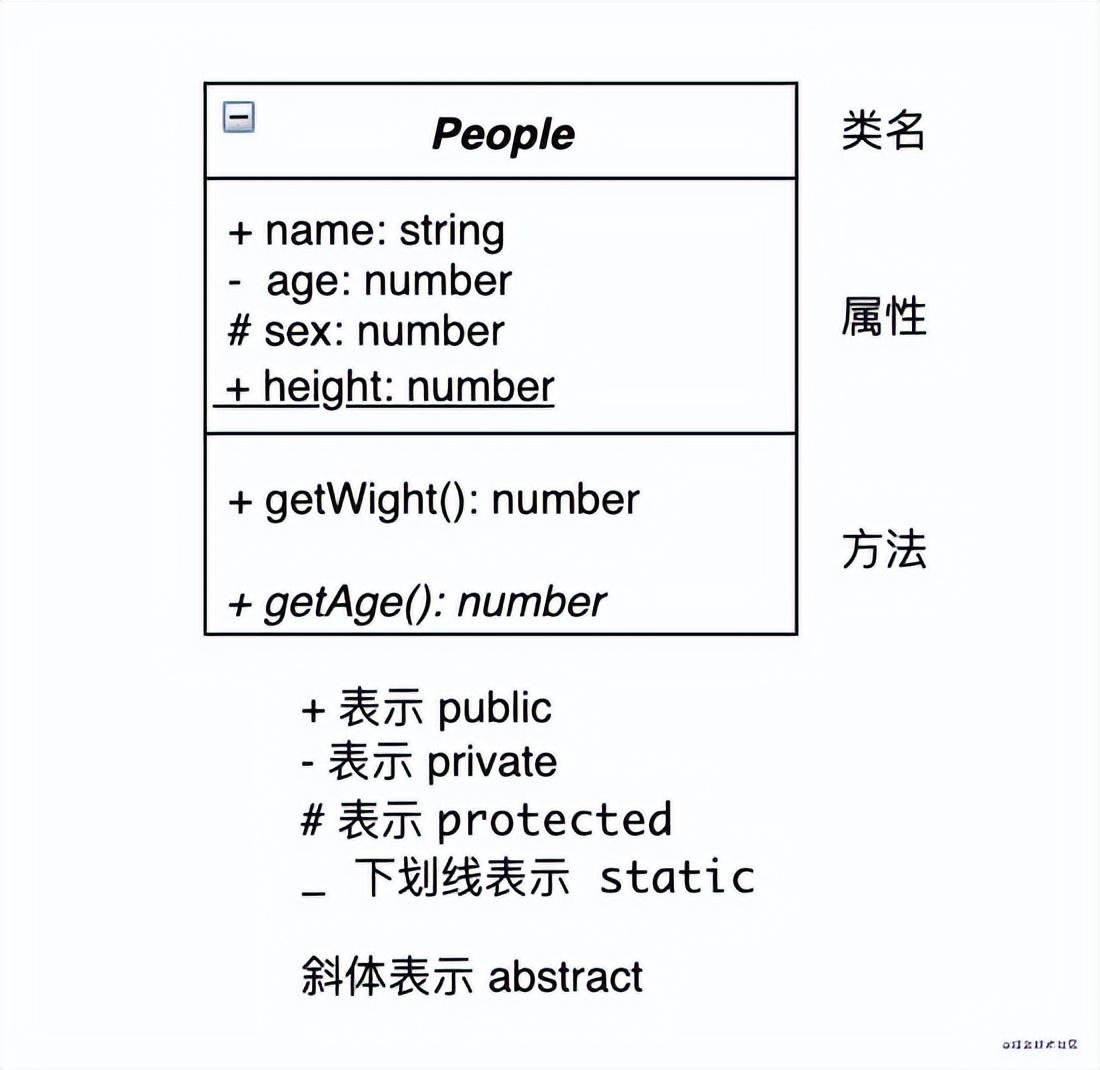 People
类名
+ name: string
- age: number
# sex: number
+ height: number
属性
+ getWight(): number
+ getAge(): number
方法
+ 表示 public
- 表示 private
# 表示 protected
_ 下划线表示 static
斜体表示 abstract